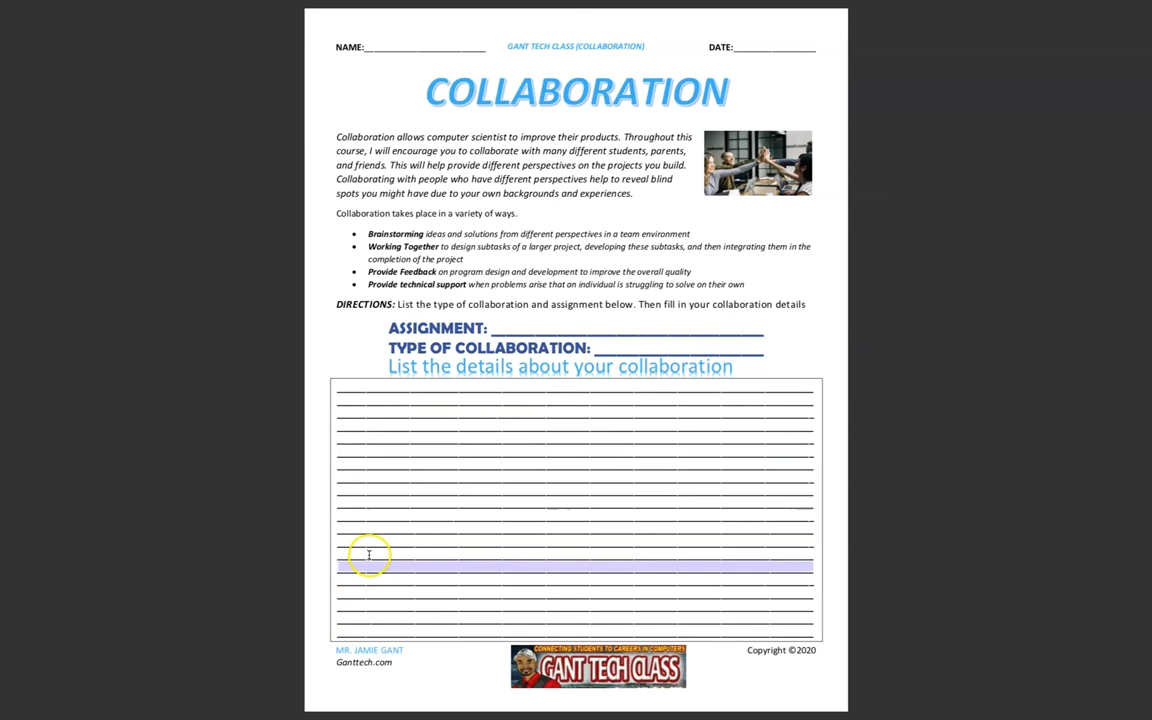 NAME:__________________________ GANT TECH CLASS (COLLABORATION) DATE:__________________
COLLABORATION
Collaboration allows computer scientist to improve their products. Throughout this
course, I will encourage you to collaborate with many different students, parents,
and friends. This will help provide different perspectives on the projects you build.
Collaborating with people who have different perspectives help to reveal blind
spots you might have due to your own backgrounds and experiences.
Collaboration takes place in a variety of ways.
• Brainstorming ideas and solutions from different perspectives in a team environment
• Working Together to design subtasks of a larger project, developing these subtasks, and then integrating them in the
completion of the project
• Provide Feedback on program design and development to improve the overall quality
• Provide technical support when problems arise that an individual is struggling to solve on their own
DIRECTIONS: List the type of collaboration and assignment below. Then fill in your collaboration details
ASSIGNMENT: ________________________________
TYPE OF COLLABORATION: ____________________
List the details about your collaboration
MR. JAMIE GANT
Ganttech.com
CONNECTING STUDENTS TO CAREERS IN COMPUTERS
GANT TECH CLASS
Copyright ©2020